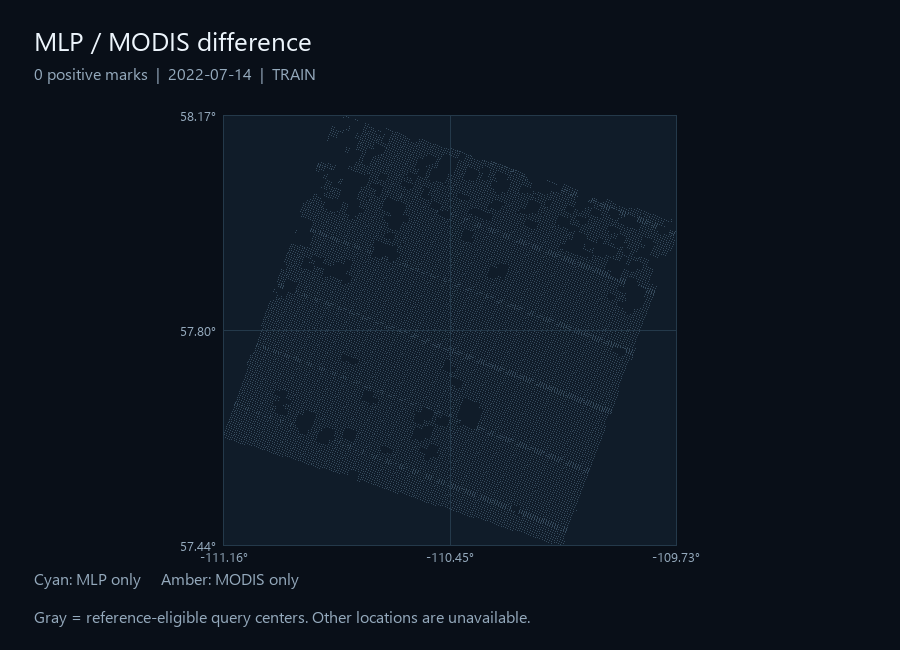 MLP / MODIS difference
0 positive marks | 2022-07-14 | TRAIN
58.17°
57.80°
57.44°
-111.16°
-110.45°
-109.73°
Cyan: MLP only Amber: MODIS only
Gray = reference-eligible query centers. Other locations are unavailable.